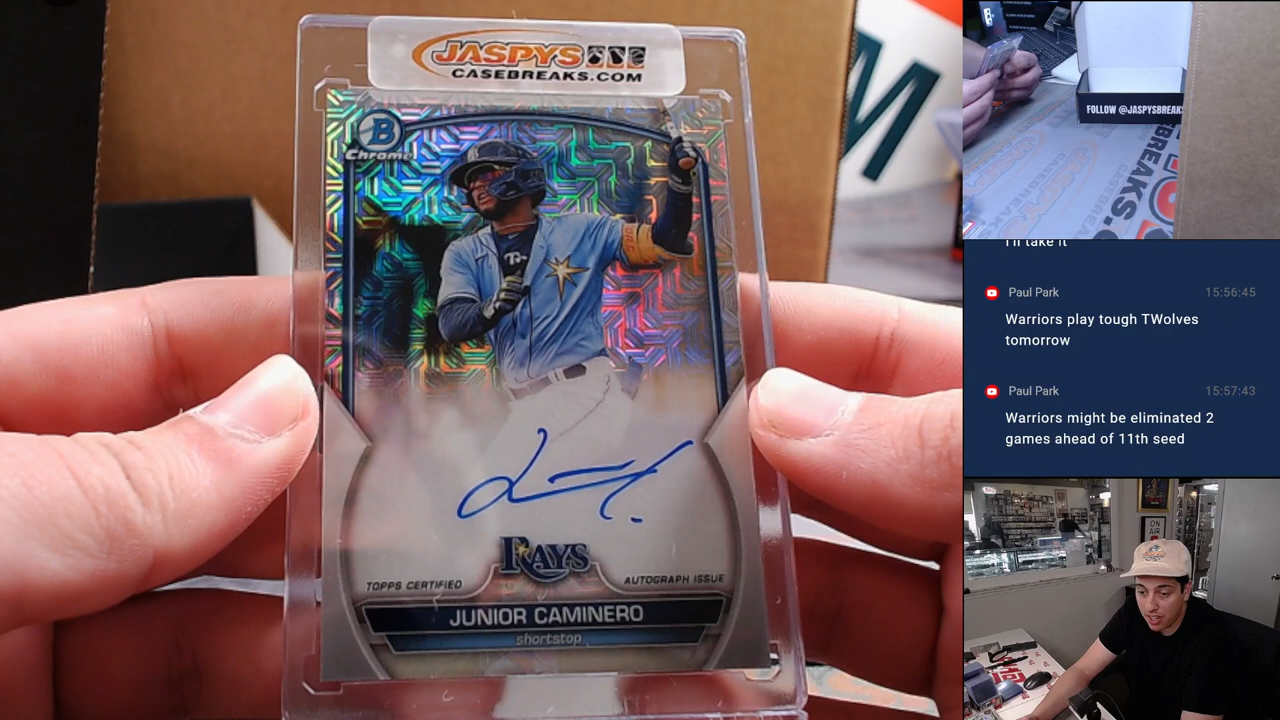 JASPYS
CASEBREAKS.COM
B
Chrome
RAYS
TOPPS CERTIFIED
AUTOGRAPH ISSUE
JUNIOR CAMINERO
shortstop
M
FOLLOW @JASPYSBREAK
I'll take it
Paul Park
15:56:45
Warriors play tough TWolves
tomorrow
Paul Park
15:57:43
Warriors might be eliminated 2
games ahead of 11th seed
ON
AIR